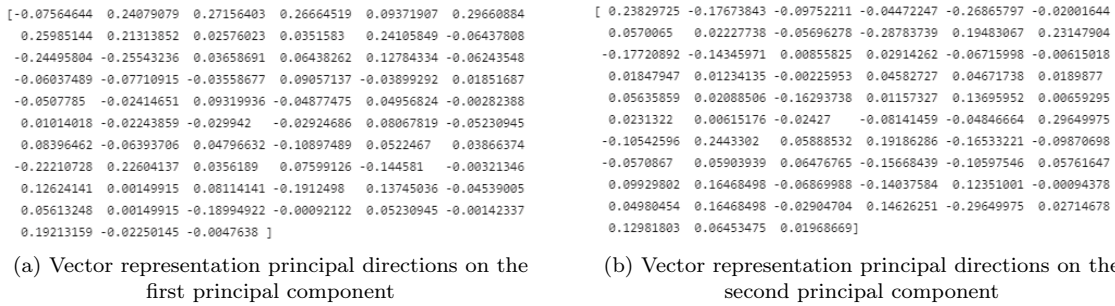 [-0.07564644 0.24079079 0.27156403 0.26664519 0.09371907 0.29660884
0.25985144 0.21313852 0.02576023 0.0351583 0.24105849 -0.06437808
-0.24495804 -0.25543236 0.03658691 0.06438262 0.12784334 -0.06243548
-0.06037489 -0.07710915 -0.03558677 0.09057137 -0.03899292 0.01851687
-0.0507785 -0.02414651 0.09319936 -0.04877475 0.04956824 -0.00282388
0.01014018 -0.02243859 -0.029942 -0.02924686 0.08067819 -0.05230945
0.08396462 -0.06393706 0.04796632 -0.10897489 0.0522467 0.03866374
-0.22210728 0.22604137 0.0356189 0.07599126 -0.144581 -0.00321346
0.12624141 0.00149915 0.08114141 -0.1912498 0.13745036 -0.04539005
0.05613248 0.00149915 -0.18994922 -0.00092122 0.05230945 -0.00142337
0.19213159 -0.02250145 -0.0047638 ]
(a) Vector representation principal directions on the
first principal component
[ 0.23829725 -0.17673843 -0.09752211 -0.04472247 -0.26865797 -0.02001644
0.0570065 0.02227738 -0.05696278 -0.28783739 0.19483067 0.23147904
-0.17720892 -0.14345971 0.00855825 0.02914262 -0.06715998 -0.00615018
0.01847947 0.01234135 -0.00225953 0.04582727 0.04671738 0.0189877
0.05635859 0.02088506 -0.16293738 0.01157327 0.13695952 0.00659295
0.0231322 0.00615176 -0.02427 -0.08141459 -0.04846664 0.29649975
-0.10542596 0.2443302 0.05888532 0.19186286 -0.16533221 -0.09870698
-0.0570867 0.05903939 0.06476765 -0.15668439 -0.10597546 0.05761647
0.09929802 0.16468498 -0.06869988 -0.14037584 0.12351001 -0.00094378
0.04980454 0.16468498 -0.02904704 0.14626251 -0.29649975 0.02714678
0.12981803 0.06453475 0.01968669]
(b) Vector representation principal directions on the
second principal component